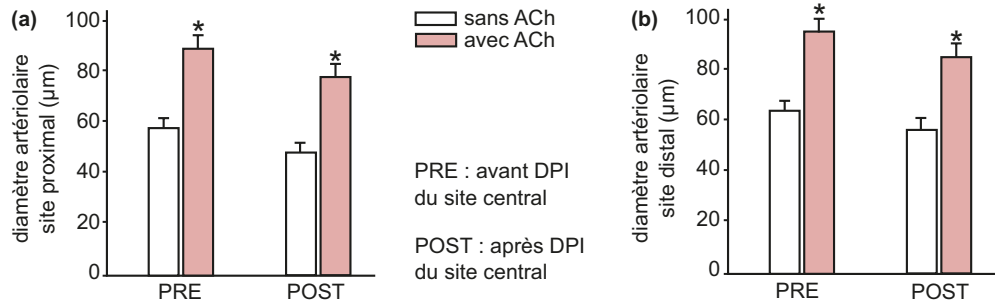 (a)
diamètre artériolaire
site proximal (µm)
100
80
60
40
20
0
*
*
PRE
POST
sans ACh
avec ACh
PRE : avant DPI
du site central
POST : après DPI
du site central
(b)
diamètre artériolaire
site distal (µm)
100
80
60
40
20
0
*
*
PRE
POST